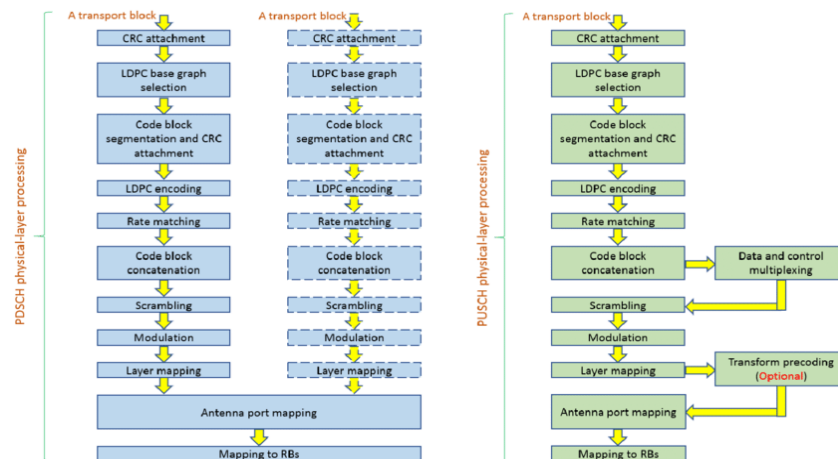 PDSCH physical-layer processing
A transport block
CRC attachment
LDPC base graph
selection
Code block
segmentation and CRC
attachment
LDPC encoding
Rate matching
Code block
concatenation
Scrambling
Modulation
Layer mapping
A transport block
CRC attachment
LDPC base graph
selection
Code block
segmentation and CRC
attachment
LDPC encoding
Rate matching
Code block
concatenation
Scrambling
Modulation
Layer mapping
Antenna port mapping
Mapping to RBs
PUSCH physical-layer processing
A transport block
CRC attachment
LDPC base graph
selection
Code block
segmentation and CRC
attachment
LDPC encoding
Rate matching
Code block
concatenation
Data and control
multiplexing
Scrambling
Modulation
Layer mapping
Transform precoding
(Optional)
Antenna port mapping
Mapping to RBs